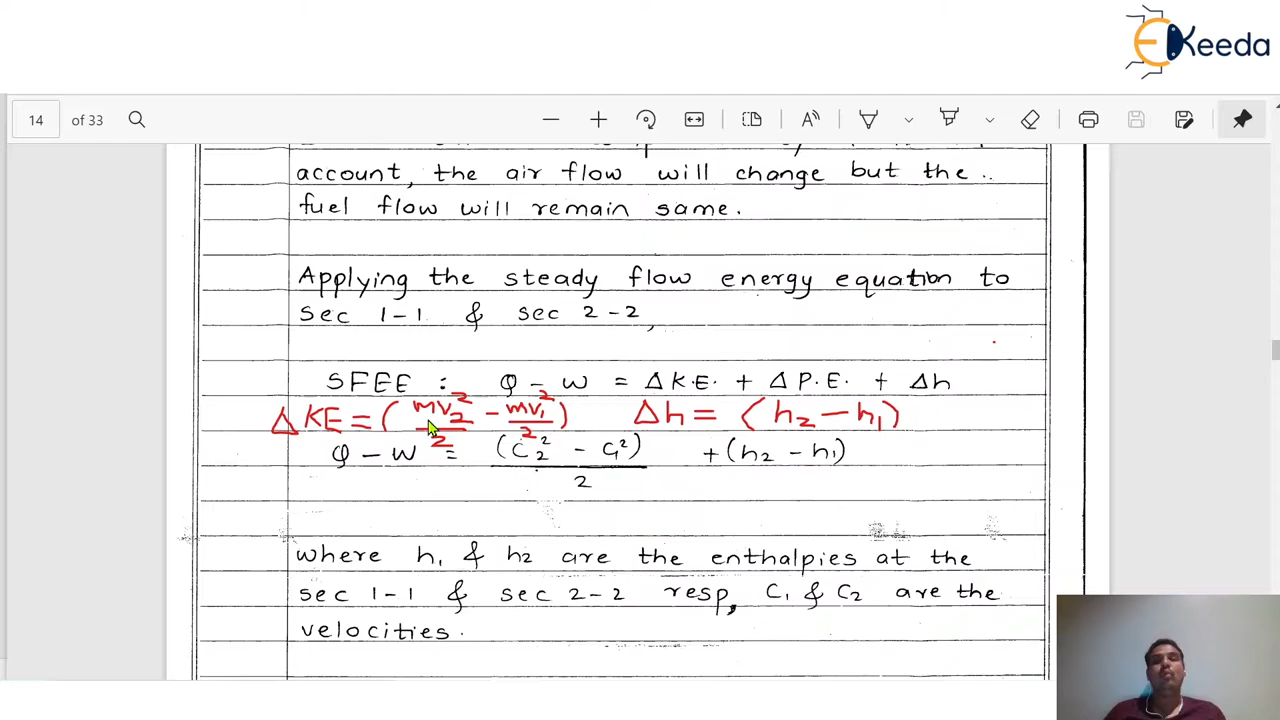 EKeeda
14 of 33
account, the air flow will change but the
fuel flow will remain same.
Applying the steady flow energy equation to
sec 1-1 & sec 2-2,
SFEE : Q - W = Δ K.E. + Δ P.E. + Δh
ΔKE = ( mv₂²/2 - mv₁²/2 ) Δh = (h₂ - h₁)
Q - W = (C₂² - C₁²)/2 + (h₂ - h₁)
where h₁ & h₂ are the enthalpies at the
sec 1-1 & sec 2-2 resp, C₁ & C₂ are the
velocities.